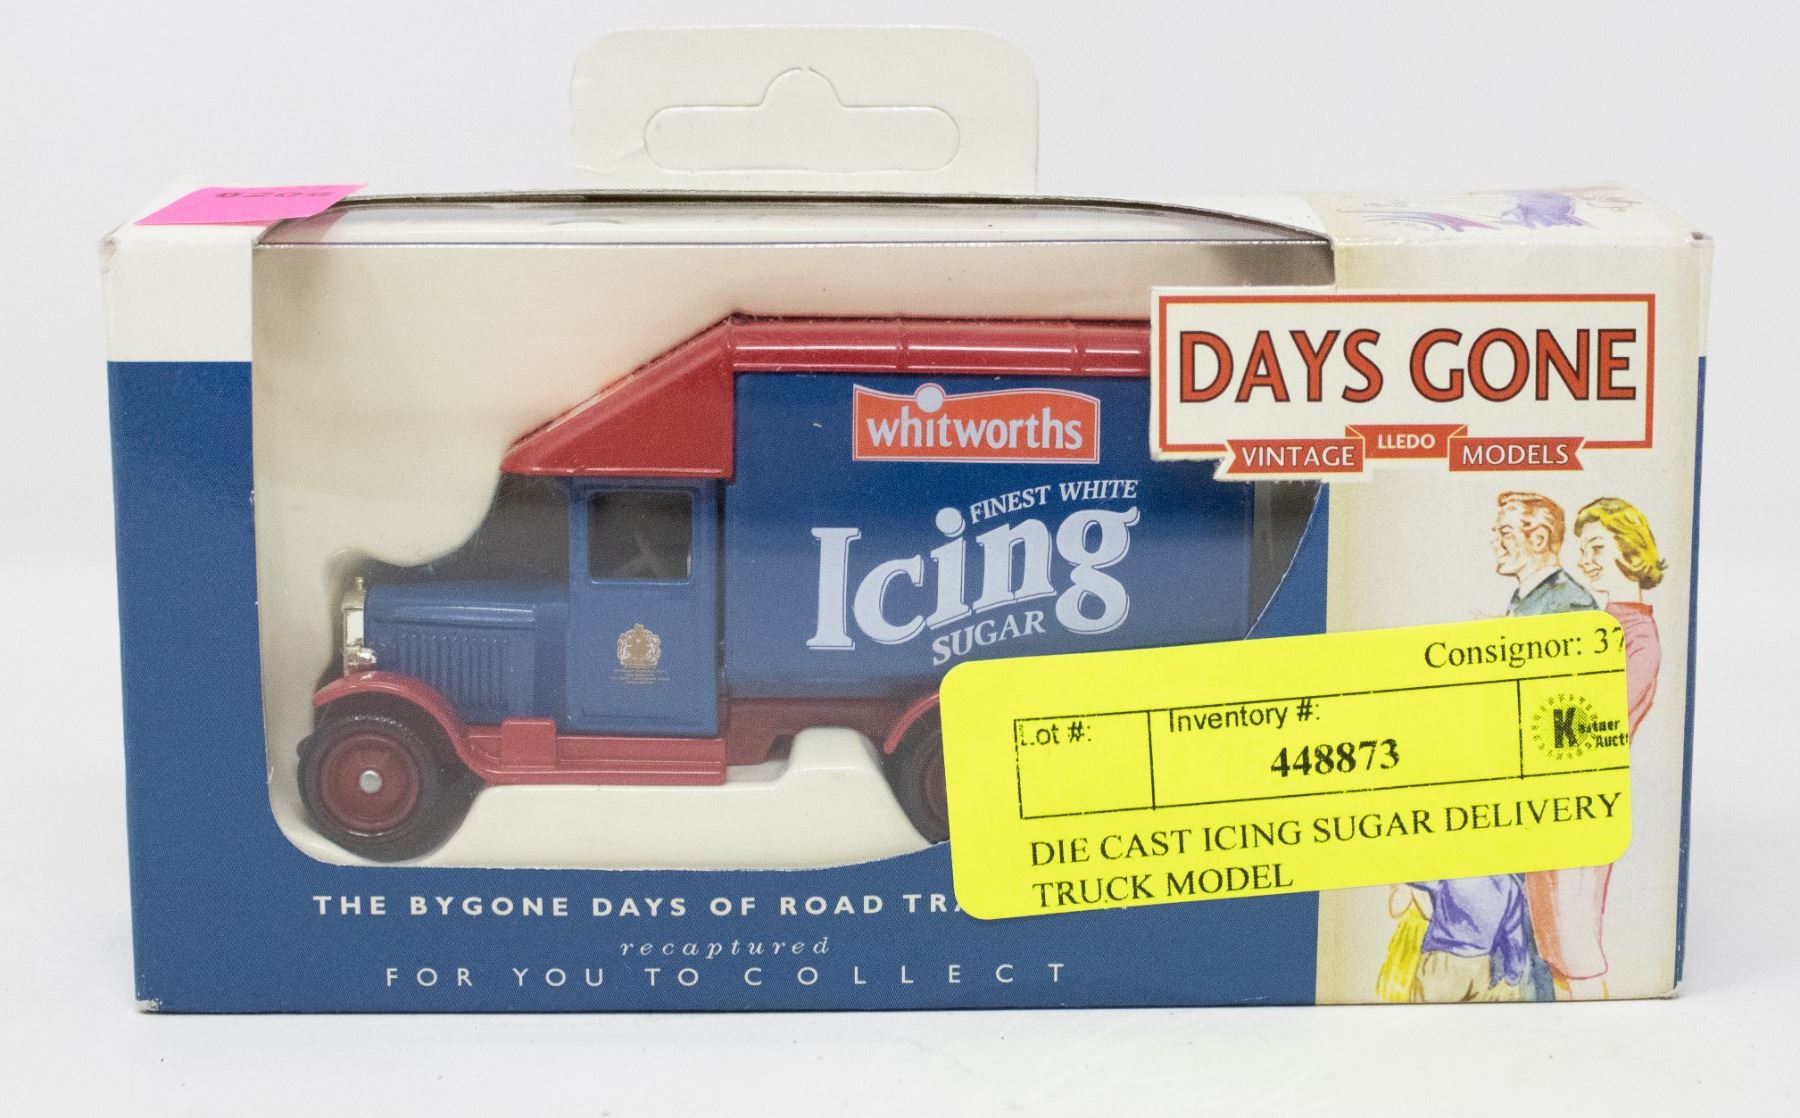 DAYS GONE
VINTAGE LLEDO MODELS
whitworths
FINEST WHITE
Icing
SUGAR
Consignor: 37
Lot #:
Inventory #:
448873
DIE CAST ICING SUGAR DELIVERY
TRUCK MODEL
THE BYGONE DAYS OF ROAD
recaptured
FOR YOU TO COLLECT